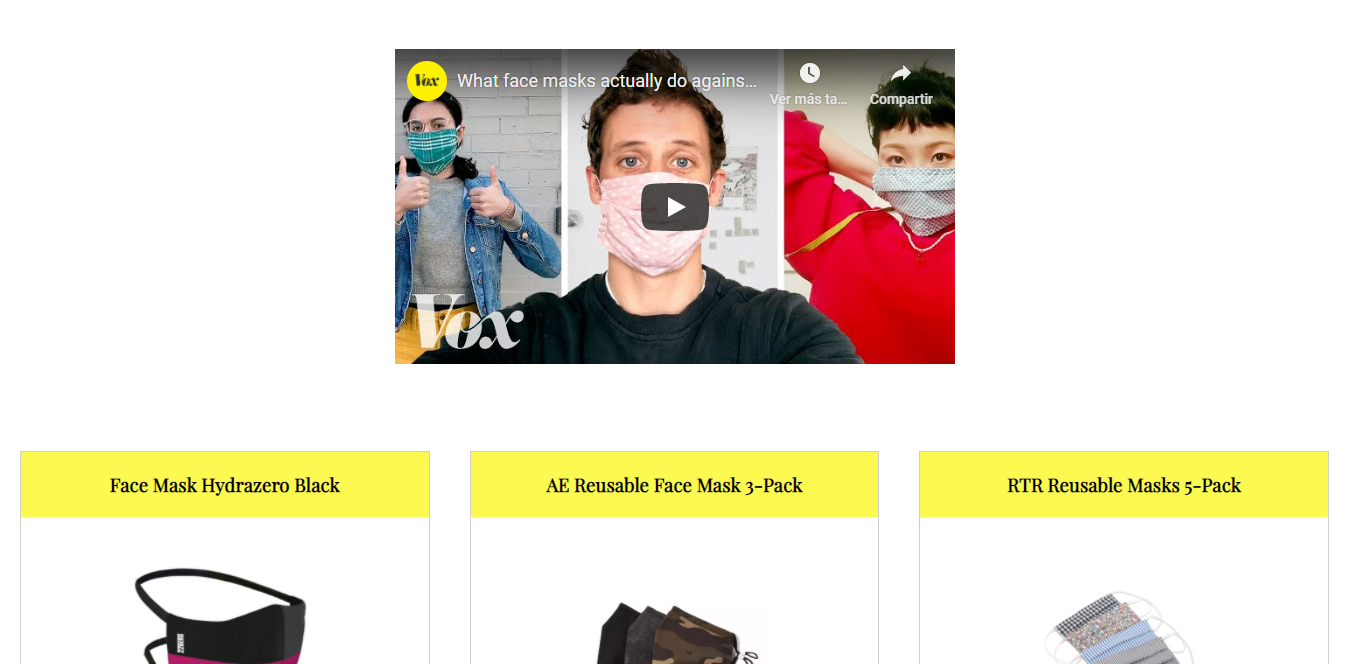 Vox
What face masks actually do agains...
Ver más ta...
Compartir
Vox
Face Mask Hydrazero Black
AE Reusable Face Mask 3-Pack
RTR Reusable Masks 5-Pack
226ERS